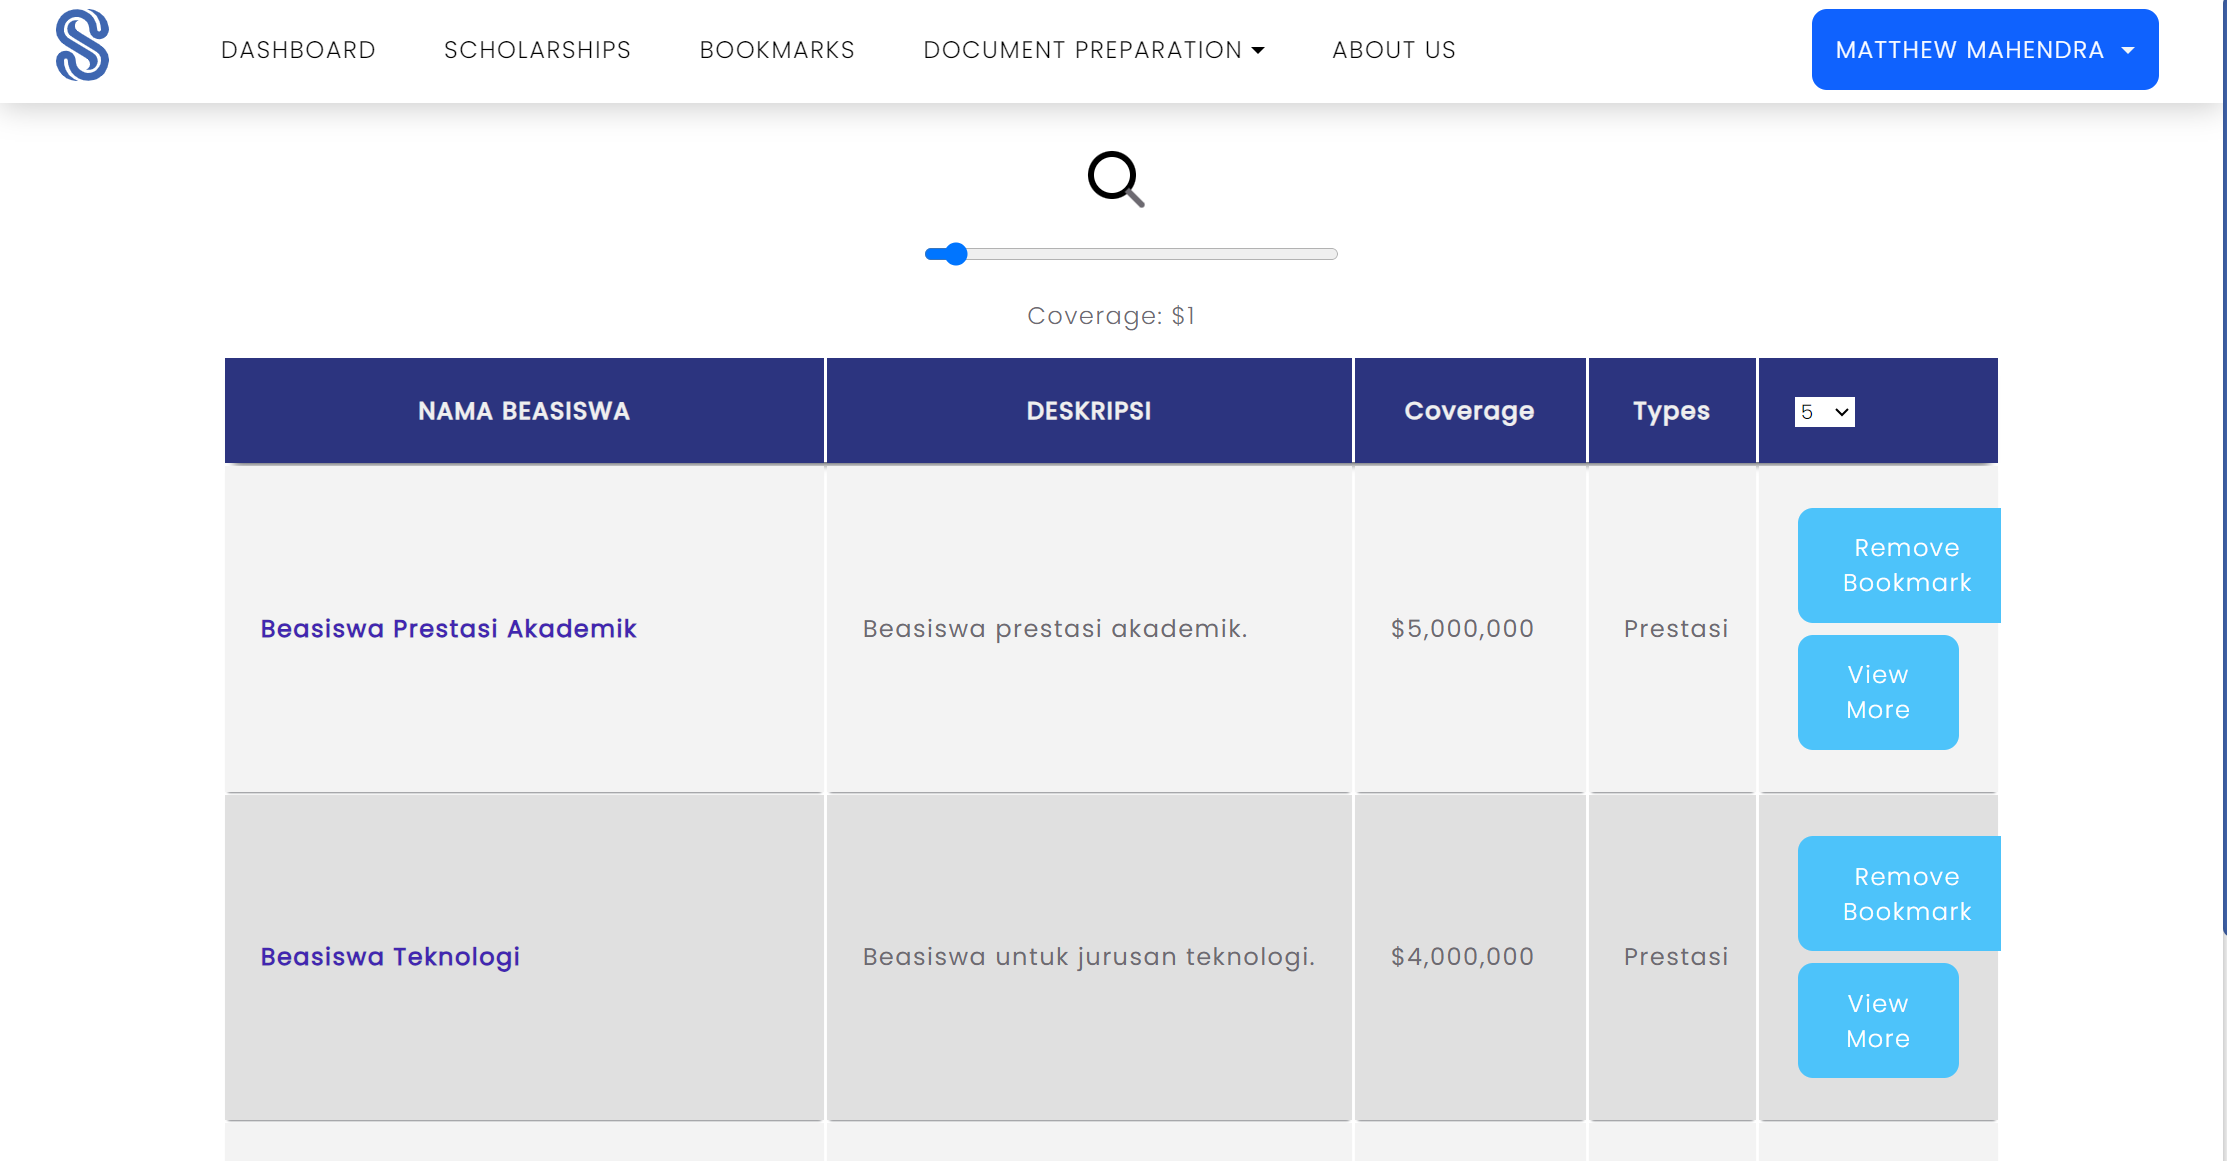 DASHBOARD SCHOLARSHIPS BOOKMARKS DOCUMENT PREPARATION ABOUT US MATTHEW MAHENDRA
Coverage: $1
NAMA BEASISWA DESKRIPSI Coverage Types 5
Beasiswa Prestasi Akademik Beasiswa prestasi akademik. $5,000,000 Prestasi
Remove
Bookmark
View
More
Beasiswa Teknologi Beasiswa untuk jurusan teknologi. $4,000,000 Prestasi
Remove
Bookmark
View
More